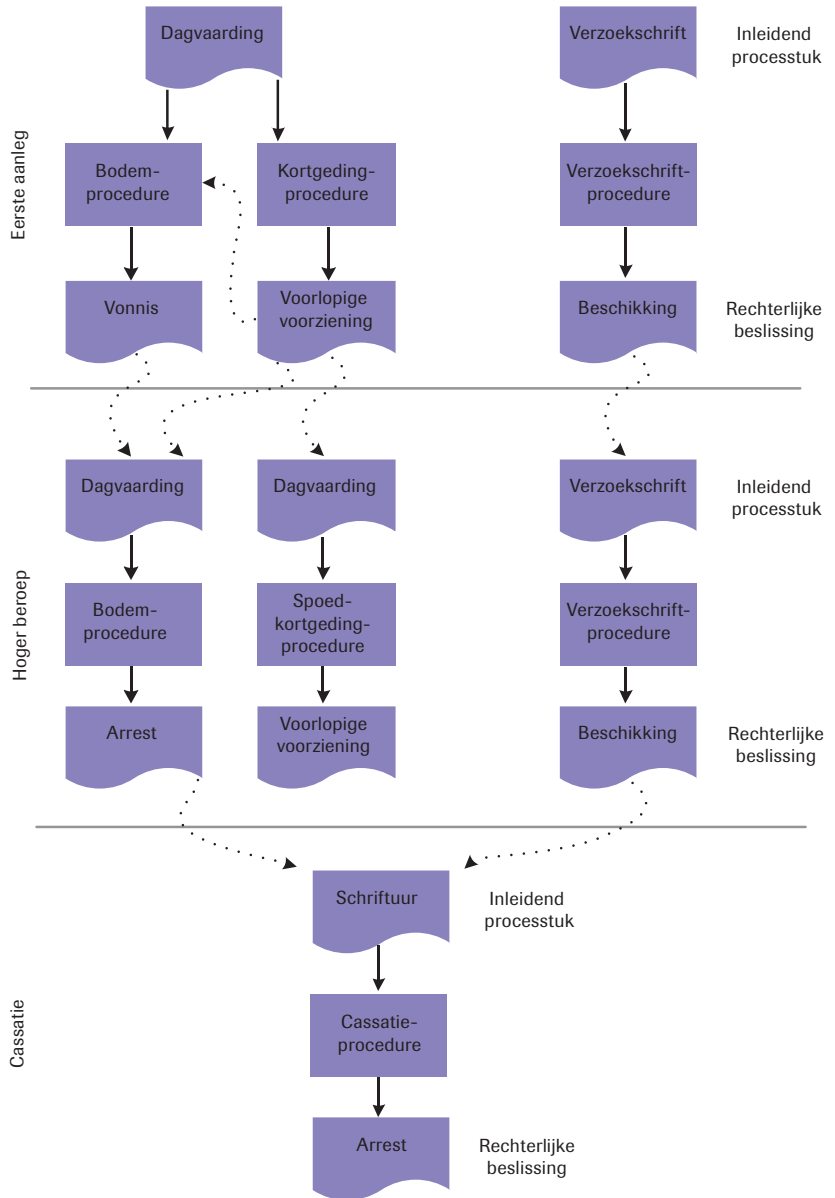 Dagvaarding
Verzoekschrift
Inleidend
processtuk
Eerste aanleg
Bodem-
procedure
Kortgeding-
procedure
Verzoekschrift-
procedure
Vonnis
Voorlopige
voorziening
Beschikking
Rechterlijke
beslissing
Hoger beroep
Dagvaarding
Dagvaarding
Verzoekschrift
Inleidend
processtuk
Bodem-
procedure
Spoed-
kortgeding-
procedure
Verzoekschrift-
procedure
Arrest
Voorlopige
voorziening
Beschikking
Rechterlijke
beslissing
Cassatie
Schriftuur
Inleidend
processtuk
Cassatie-
procedure
Arrest
Rechterlijke
beslissing